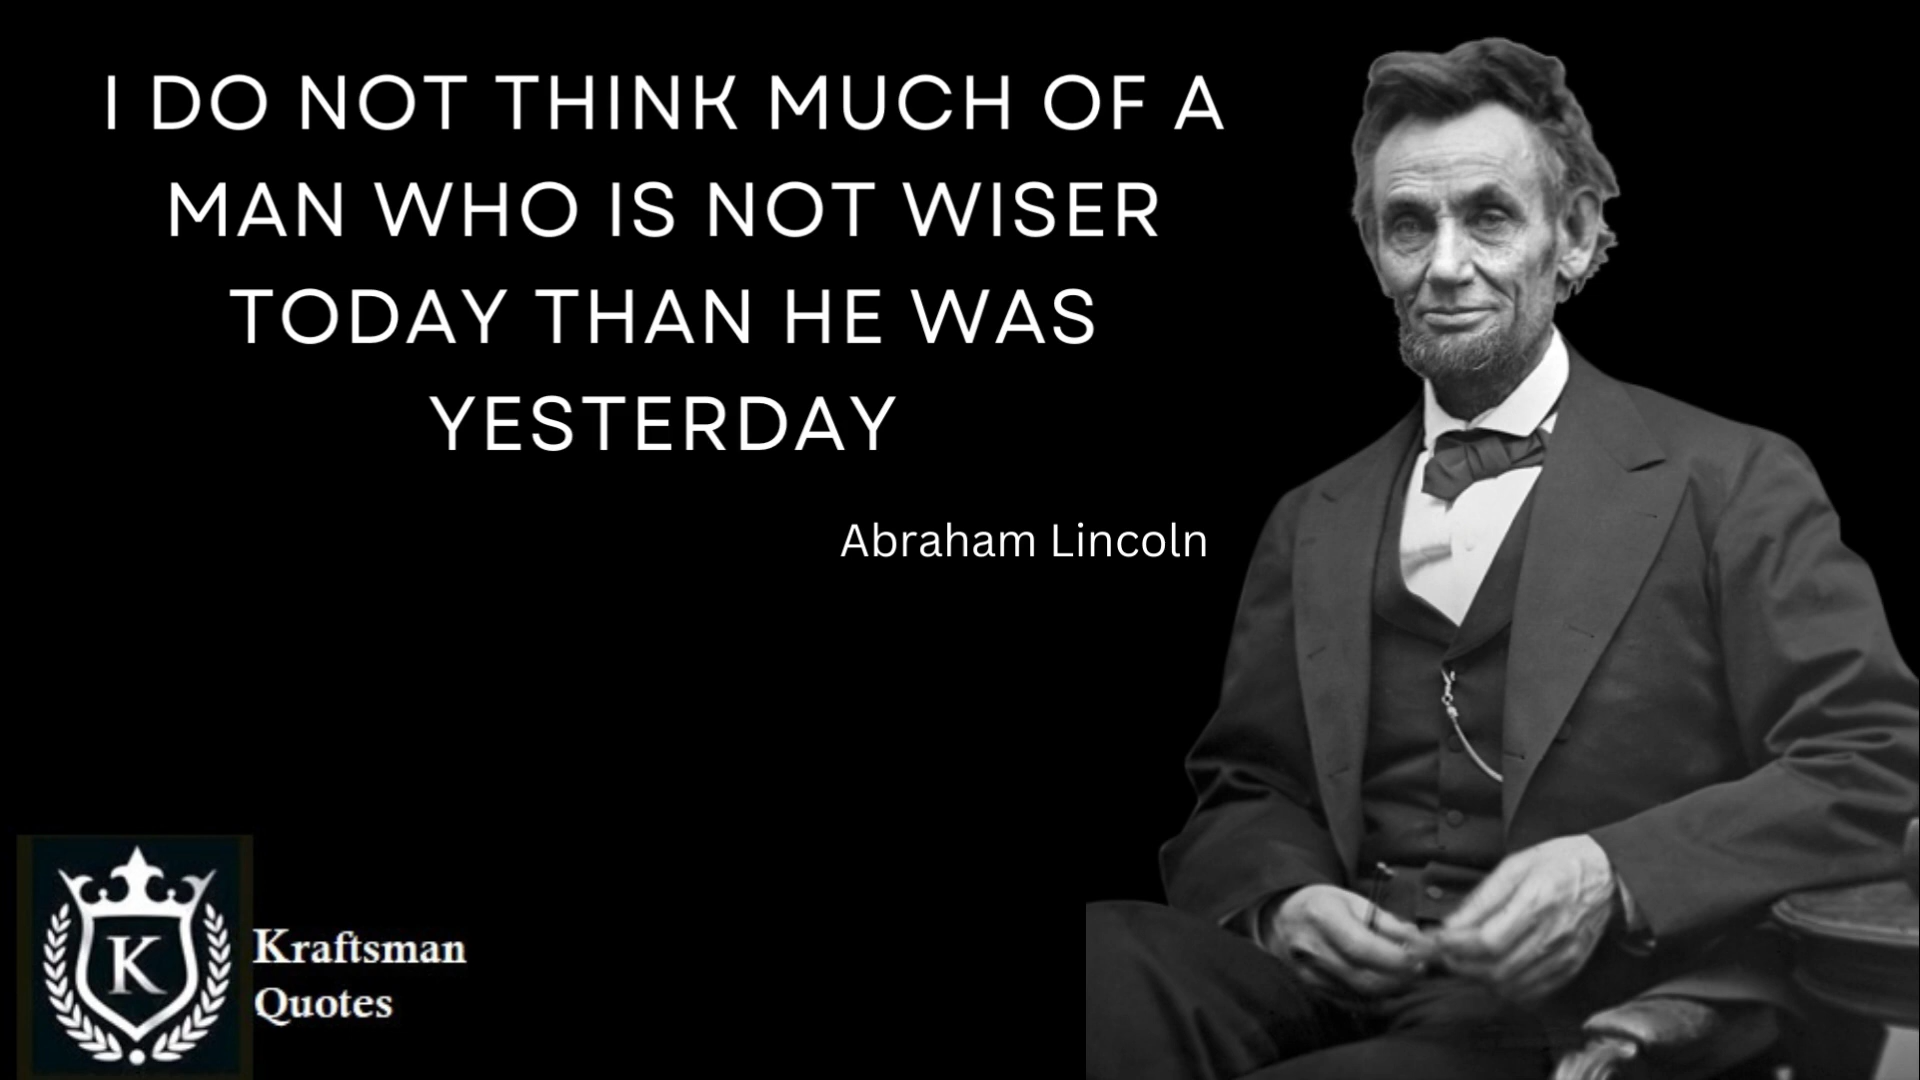 I DO NOT THINK MUCH OF A
MAN WHO IS NOT WISER
TODAY THAN HE WAS
YESTERDAY
Abraham Lincoln
K
Kraftsman
Quotes